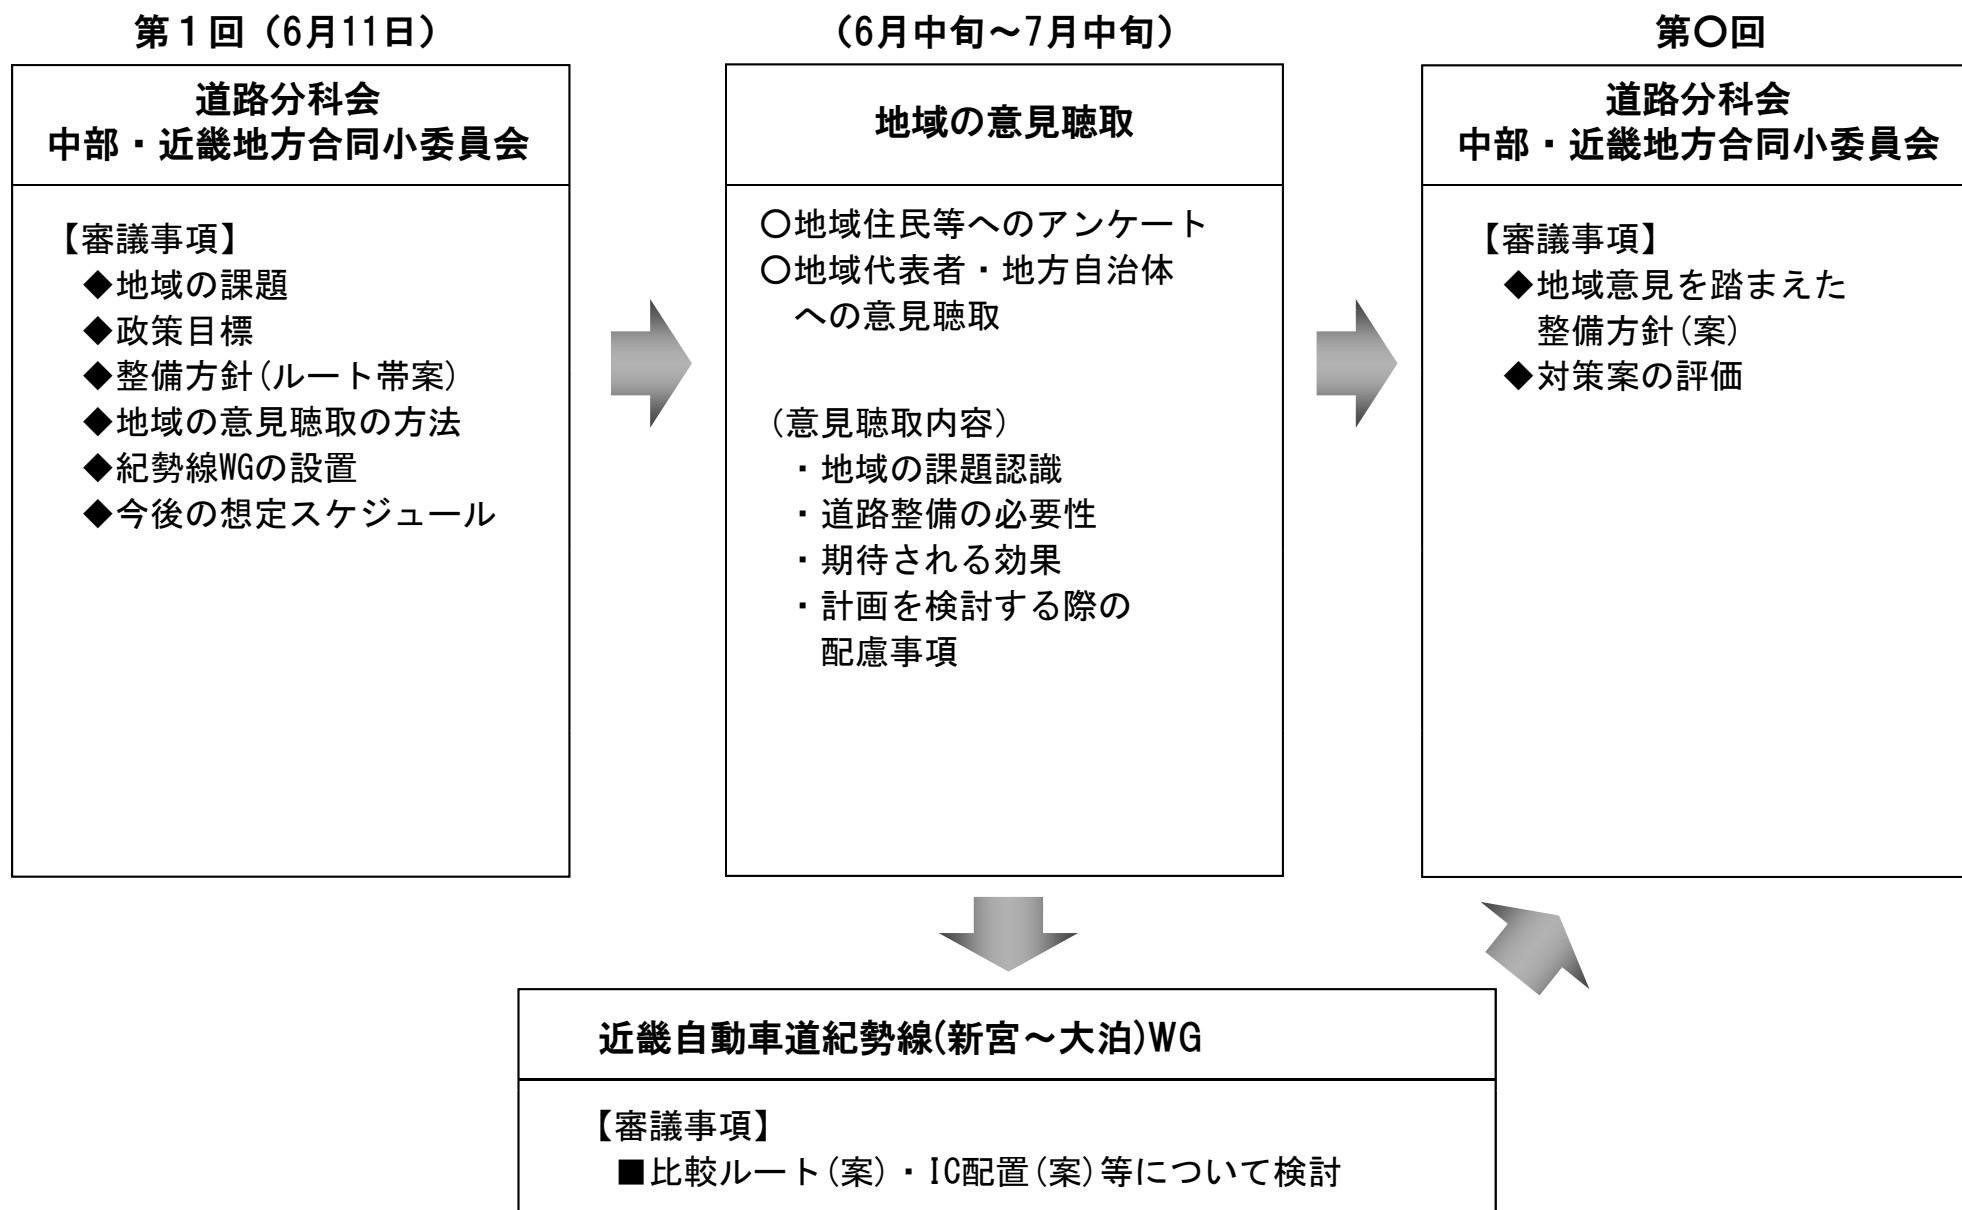 第１回（6月11日）
道路分科会
中部・近畿地方合同小委員会
【審議事項】
◆地域の課題
◆政策目標
◆整備方針(ルート帯案)
◆地域の意見聴取の方法
◆紀勢線WGの設置
◆今後の想定スケジュール
（6月中旬～7月中旬）
地域の意見聴取
〇地域住民等へのアンケート
〇地域代表者・地方自治体
への意見聴取
（意見聴取内容）
・地域の課題認識
・道路整備の必要性
・期待される効果
・計画を検討する際の
配慮事項
第〇回
道路分科会
中部・近畿地方合同小委員会
【審議事項】
◆地域意見を踏まえた
整備方針(案)
◆対策案の評価
近畿自動車道紀勢線(新宮～大泊)WG
【審議事項】
■比較ルート(案)・IC配置(案)等について検討